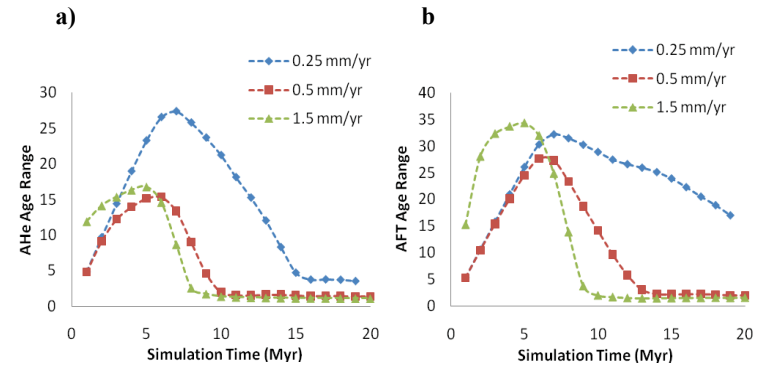 a)
0.25 mm/yr
0.5 mm/yr
1.5 mm/yr
30
25
20
15
10
5
0
AHe Age Range
0 5 10 15 20
Simulation Time (Myr)
b
0.25 mm/yr
0.5 mm/yr
1.5 mm/yr
40
35
30
25
20
15
10
5
0
AFT Age Range
0 5 10 15 20
Simulation Time (Myr)